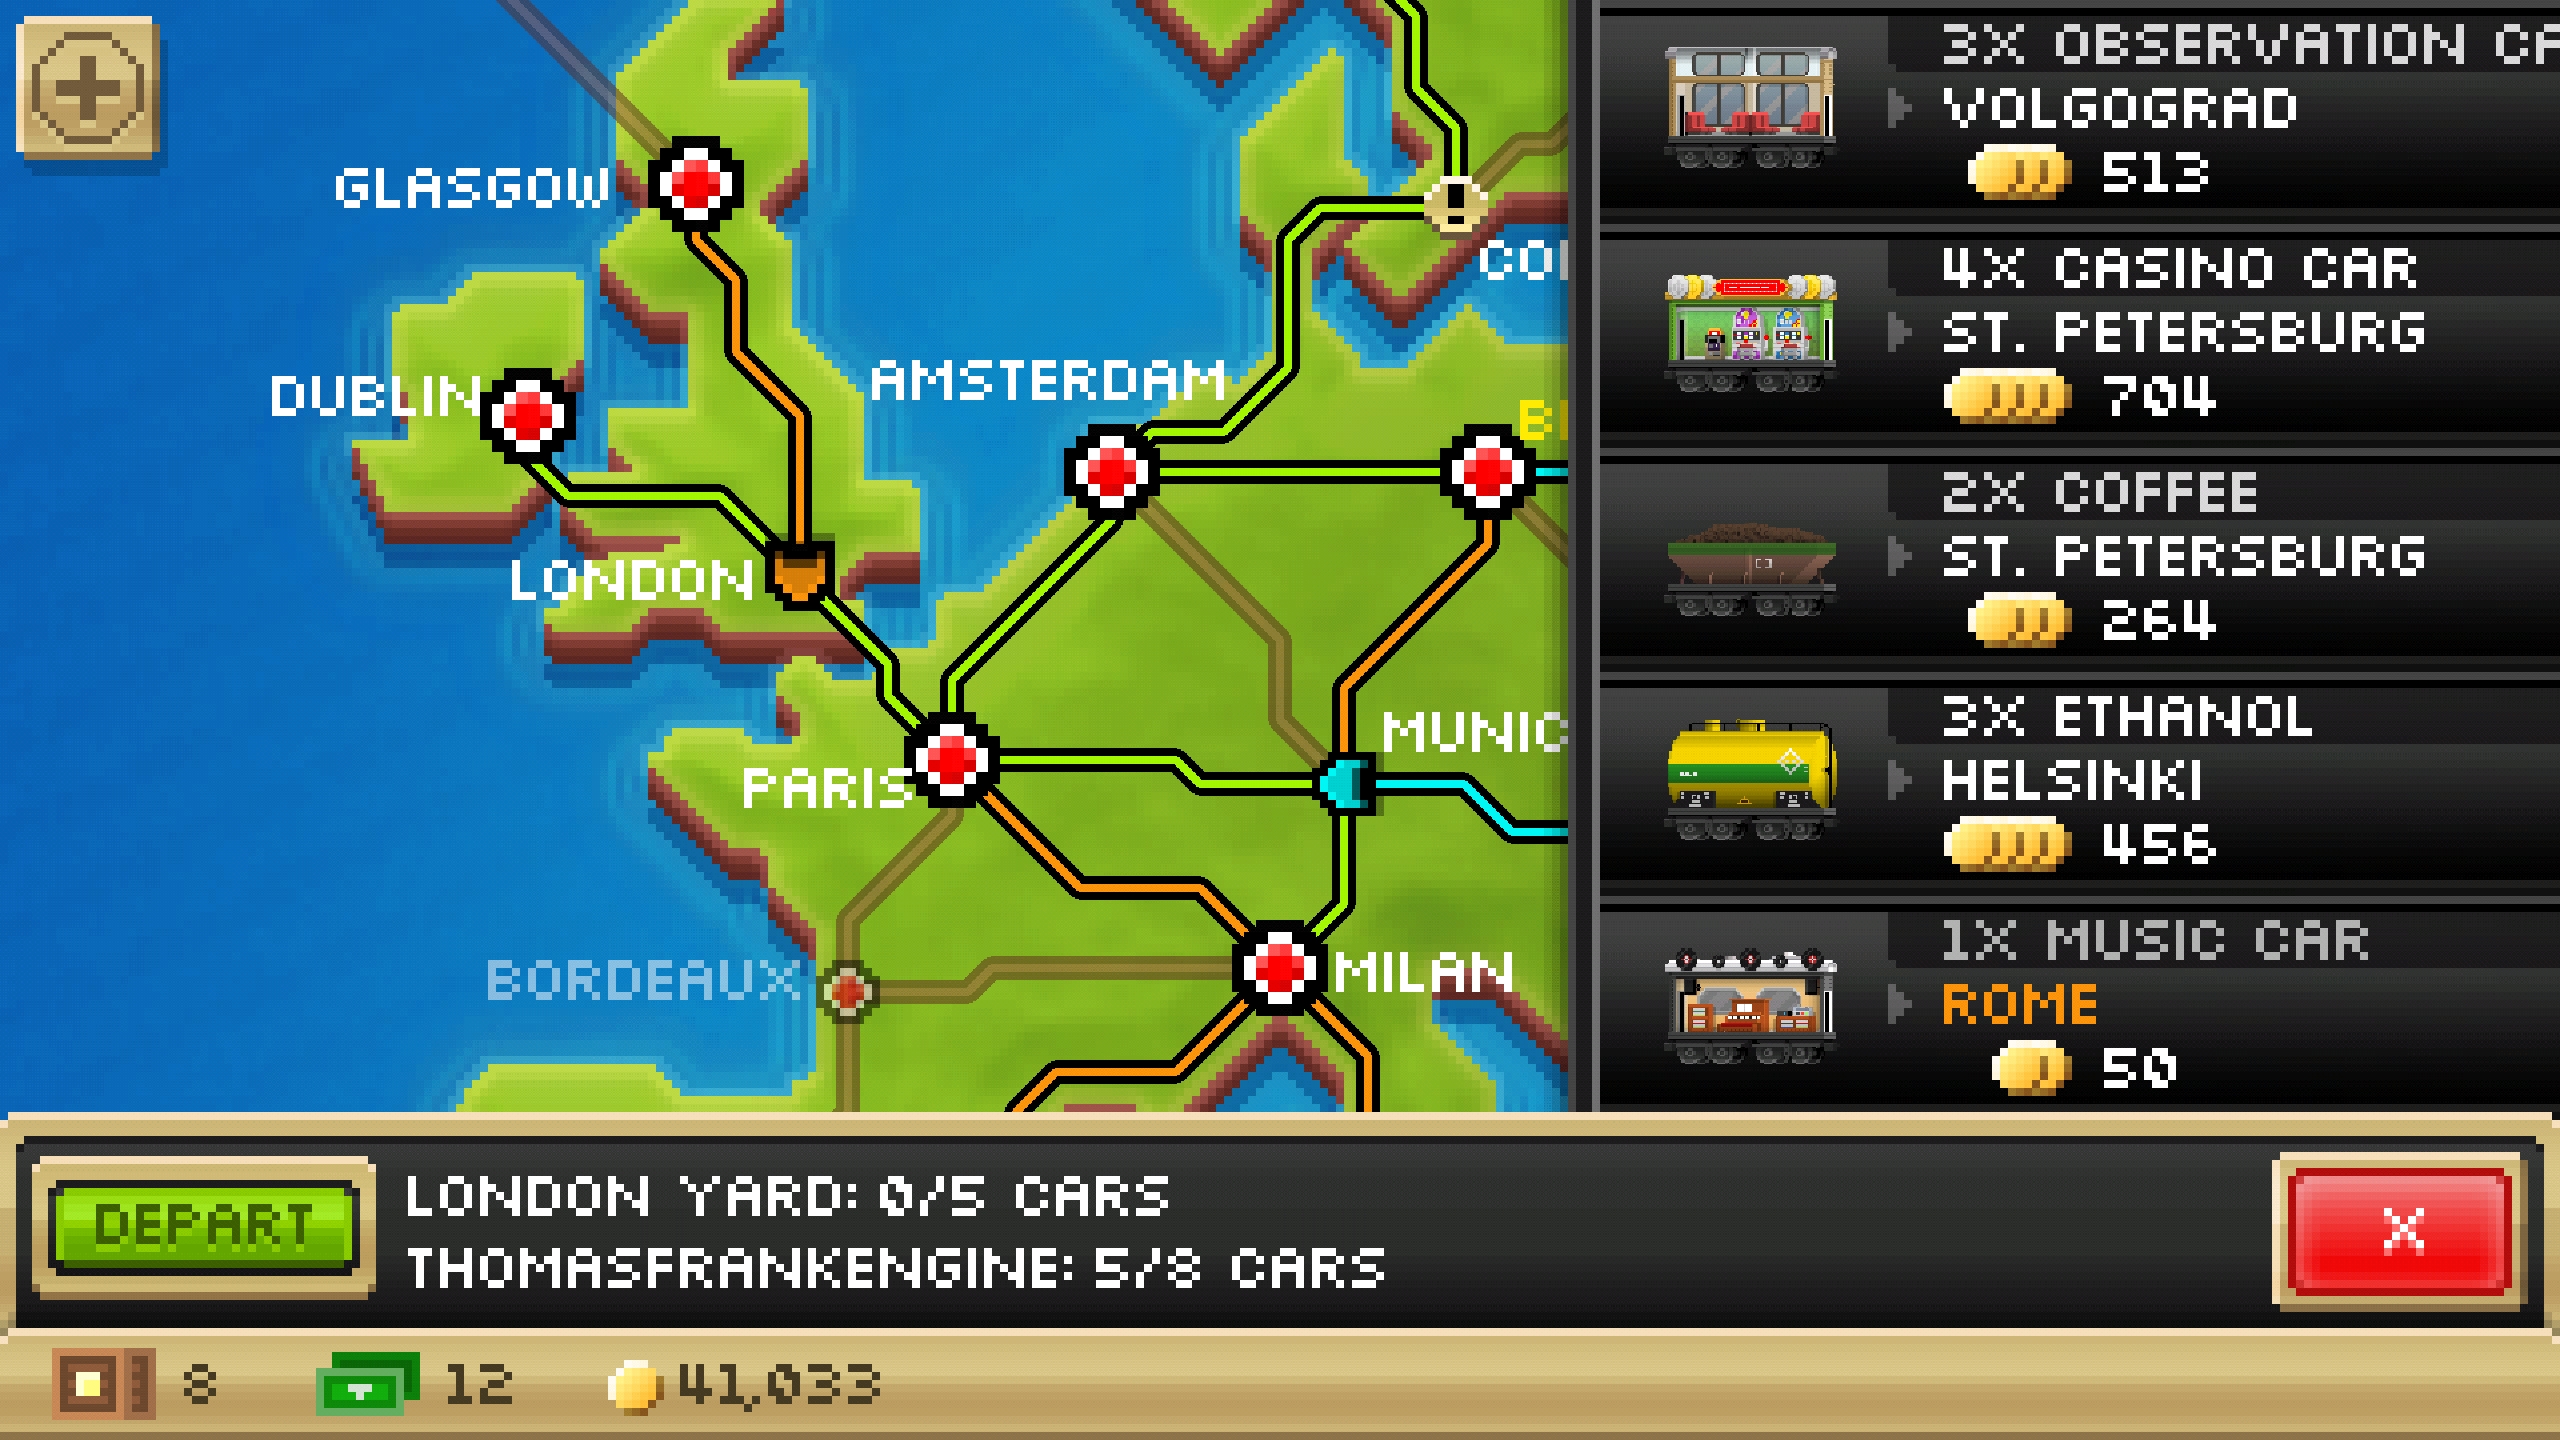 GLASGOW
DUBLIN
LONDON
AMSTERDAM
PARIS
MUNIC
MILAN
BORDEAUX
3X OBSERVATION CA
VOLGOGRAD
513
4X CASINO CAR
ST. PETERSBURG
704
2X COFFEE
ST. PETERSBURG
264
3X ETHANOL
HELSINKI
456
1X MUSIC CAR
ROME
50
DEPART
LONDON YARD: 0/5 CARS
THOMASFRANKENGINE: 5/8 CARS
X
8
12
41,033